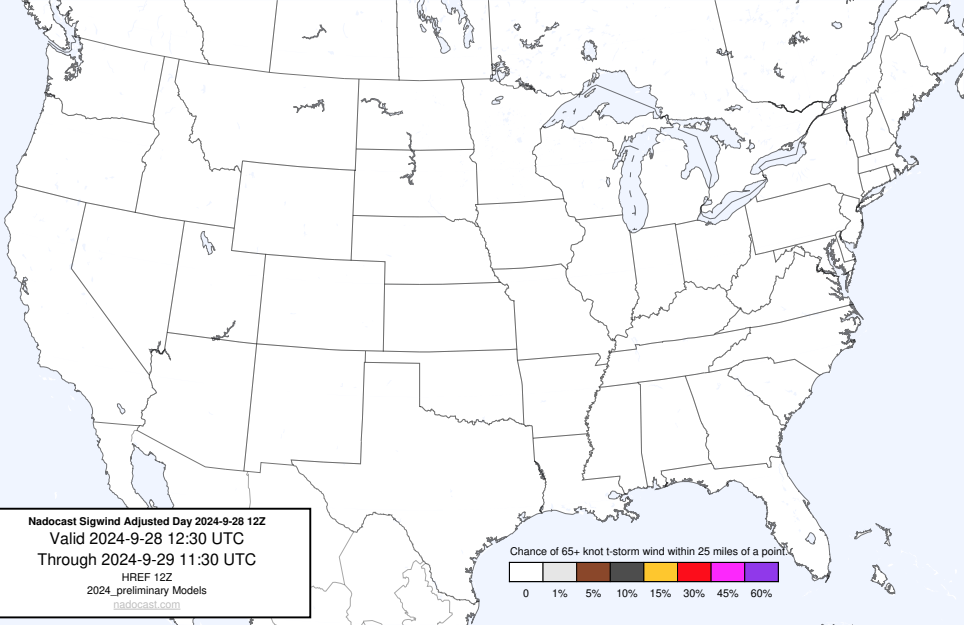 Nadocast Sigwind Adjusted Day 2024-9-28 12Z
Valid 2024-9-28 12:30 UTC
Through 2024-9-29 11:30 UTC
HREF 12Z
2024_preliminary Models
nadocast.com
Chance of 65+ knot t-storm wind within 25 miles of a point.
0 1% 5% 10% 15% 30% 45% 60%